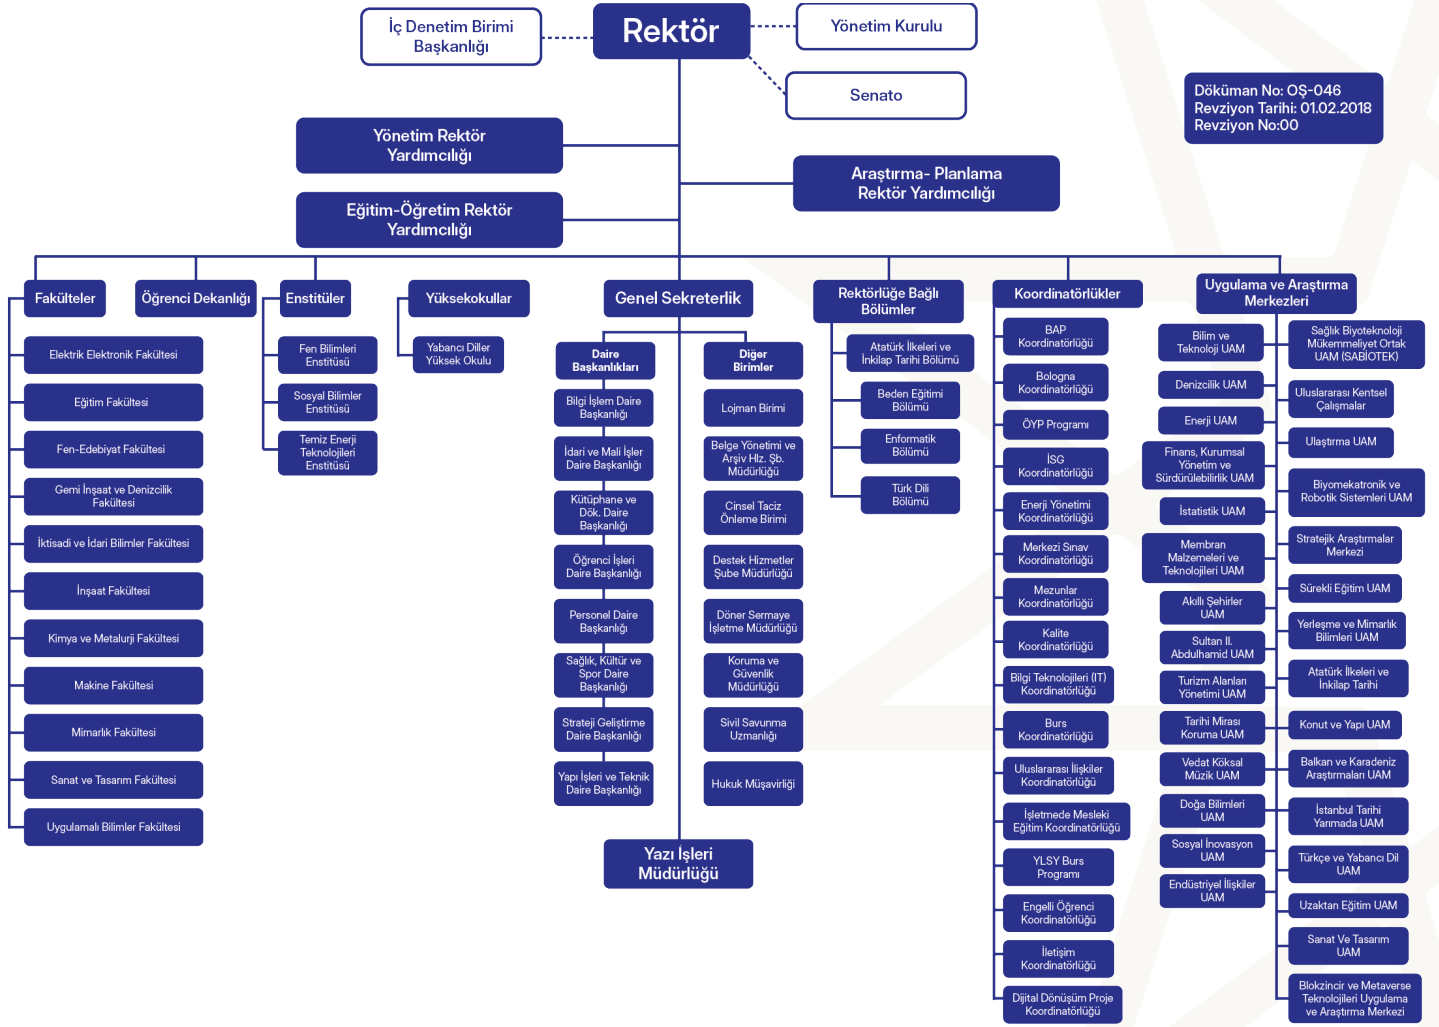 İç Denetim Birimi
Başkanlığı
Rektör
Yönetim Kurulu
Senato
Döküman No: OŞ-046
Revziyon Tarihi: 01.02.2018
Revziyon No:00
Yönetim Rektör
Yardımcılığı
Araştırma- Planlama
Rektör Yardımcılığı
Eğitim-Öğretim Rektör
Yardımcılığı
Fakülteler
Elektrik Elektronik Fakültesi
Eğitim Fakültesi
Fen-Edebiyat Fakültesi
Gemi İnşaat ve Denizcilik
Fakültesi
İktisadi ve İdari Bilimler Fakültesi
İnşaat Fakültesi
Kimya ve Metalurji Fakültesi
Makine Fakültesi
Mimarlık Fakültesi
Sanat ve Tasarım Fakültesi
Uygulamalı Bilimler Fakültesi
Öğrenci Dekanlığı
Enstitüler
Fen Bilimleri
Enstitüsü
Sosyal Bilimler
Enstitüsü
Temiz Enerji
Teknolojileri
Enstitüsü
Yüksekokullar
Yabancı Diller
Yüksek Okulu
Genel Sekreterlik
Daire
Başkanlıkları
Bilgi İşlem Daire
Başkanlığı
İdari ve Mali İşler
Daire Başkanlığı
Kütüphane ve
Dök. Daire
Başkanlığı
Öğrenci İşleri
Daire Başkanlığı
Personel Daire
Başkanlığı
Sağlık, Kültür ve
Spor Daire
Başkanlığı
Strateji Geliştirme
Daire Başkanlığı
Yapı İşleri ve Teknik
Daire Başkanlığı
Diğer
Birimler
Lojman Birimi
Belge Yönetimi ve
Arşiv Hlz. Şb.
Müdürlüğü
Cinsel Taciz
Önleme Birimi
Destek Hizmetler
Şube Müdürlüğü
Döner Sermaye
İşletme Müdürlüğü
Koruma ve
Güvenlik
Müdürlüğü
Sivil Savunma
Uzmanlığı
Hukuk Müşavirliği
Yazı İşleri
Müdürlüğü
Rektörlüğe Bağlı
Bölümler
Atatürk İlkeleri ve
İnkilap Tarihi Bölümü
Beden Eğitimi
Bölümü
Enformatik
Bölümü
Türk Dili
Bölümü
Koordinatörlükler
BAP
Koordinatörlüğü
Bologna
Koordinatörlüğü
ÖYP Programı
İSG
Koordinatörlüğü
Enerji Yönetimi
Koordinatörlüğü
Merkezi Sınav
Koordinatörlüğü
Mezunlar
Koordinatörlüğü
Kalite
Koordinatörlüğü
Bilgi Teknolojileri (IT)
Koordinatörlüğü
Burs
Koordinatörlüğü
Uluslararası İlişkiler
Koordinatörlüğü
İşletmede Mesleki
Eğitim Koordinatörlüğü
YLSY Burs
Programı
Engelli Öğrenci
Koordinatörlüğü
İletişim
Koordinatörlüğü
Dijital Dönüşüm Proje
Koordinatörlüğü
Uygulama ve Araştırma
Merkezleri
Bilim ve
Teknoloji UAM
Denizcilik UAM
Enerji UAM
Finans, Kurumsal
Yönetim ve
Sürdürülebilirlik UAM
İstatistik UAM
Membran
Malzemeleri ve
Teknolojileri UAM
Akıllı Şehirler
UAM
Sultan II.
Abdulhamid UAM
Turizm Alanları
Yönetimi UAM
Tarihi Mirası
Koruma UAM
Vedat Köksal
Müzik UAM
Doğa Bilimleri
UAM
Sosyal İnovasyon
UAM
Endüstriyel İlişkiler
UAM
Sağlık Biyoteknoloji
Mükemmeliyet Ortak
UAM (SABİOTEK)
Uluslararası Kentsel
Çalışmalar
Ulaştırma UAM
Biyomekatronik ve
Robotik Sistemleri UAM
Stratejik Araştırmalar
Merkezi
Sürekli Eğitim UAM
Yerleşme ve Mimarlık
Bilimleri UAM
Atatürk İlkeleri ve
İnkilap Tarihi
Konut ve Yapı UAM
Balkan ve Karadeniz
Araştırmaları UAM
İstanbul Tarihi
Yarımada UAM
Türkçe ve Yabancı Dil
UAM
Uzaktan Eğitim UAM
Sanat Ve Tasarım
UAM
Blokzincir ve Metaverse
Teknolojileri Uygulama
ve Araştırma Merkezi